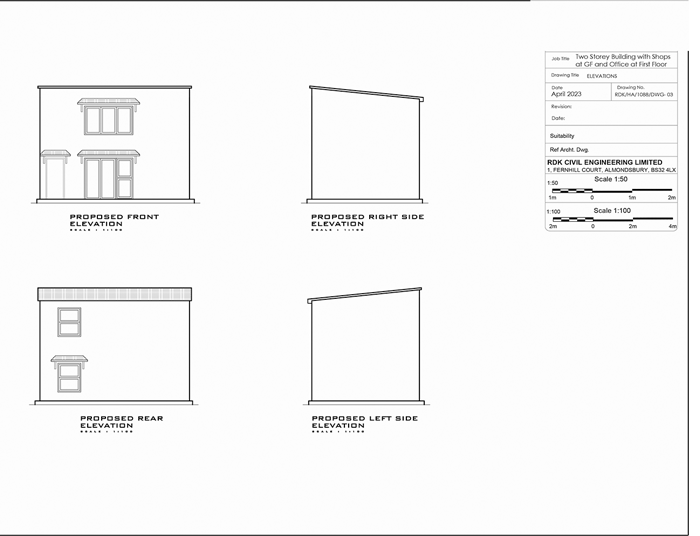 Job Title Two Storey Building with Shops
at GF and Office at First Floor
Drawing Title ELEVATIONS
Date Drawing No.
April 2023 RDK/HA/1088/DWG- 03
Revision:
Date:
Suitability
Ref Archt. Dwg.
RDK CIVIL ENGINEERING LIMITED
1, FERNHILL COURT, ALMONDSBURY, BS32 4LX
Scale 1:50
1:50
1m 0 1m 2m
Scale 1:100
1:100
2m 0 2m 4m
PROPOSED FRONT
ELEVATION
SCALE : 1:100
PROPOSED RIGHT SIDE
ELEVATION
SCALE : 1:100
PROPOSED REAR
ELEVATION
SCALE : 1:100
PROPOSED LEFT SIDE
ELEVATION
SCALE : 1:100